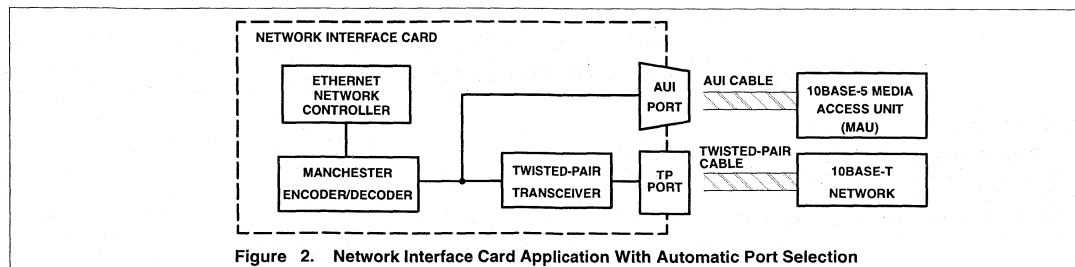 NETWORK INTERFACE CARD
ETHERNET
NETWORK
CONTROLLER
MANCHESTER
ENCODER/DECODER
TWISTED-PAIR
TRANSCEIVER
AUI
PORT
TP
PORT
AUI CABLE
10BASE-5 MEDIA
ACCESS UNIT
(MAU)
TWISTED-PAIR
CABLE
10BASE-T
NETWORK
Figure 2. Network Interface Card Application With Automatic Port Selection